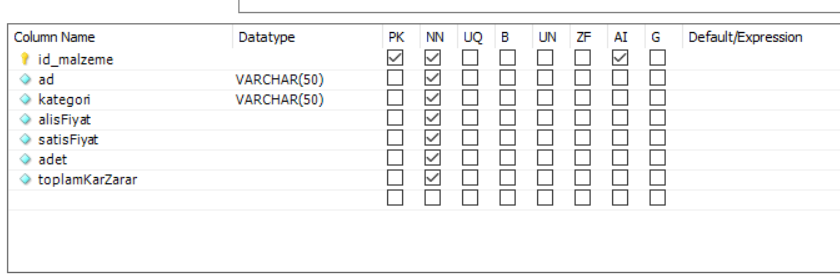 Column Name Datatype PK NN UQ B UN ZF AI G Default/Expression
id_malzeme
ad VARCHAR(50)
kategori VARCHAR(50)
alisFiyat
satisFiyat
adet
toplamKarZarar